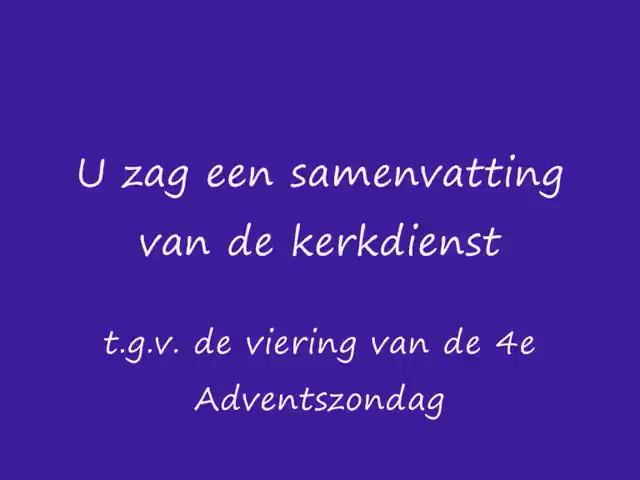 U zag een samenvatting
van de kerkdienst
t.g.v. de viering van de 4e
Adventszondag